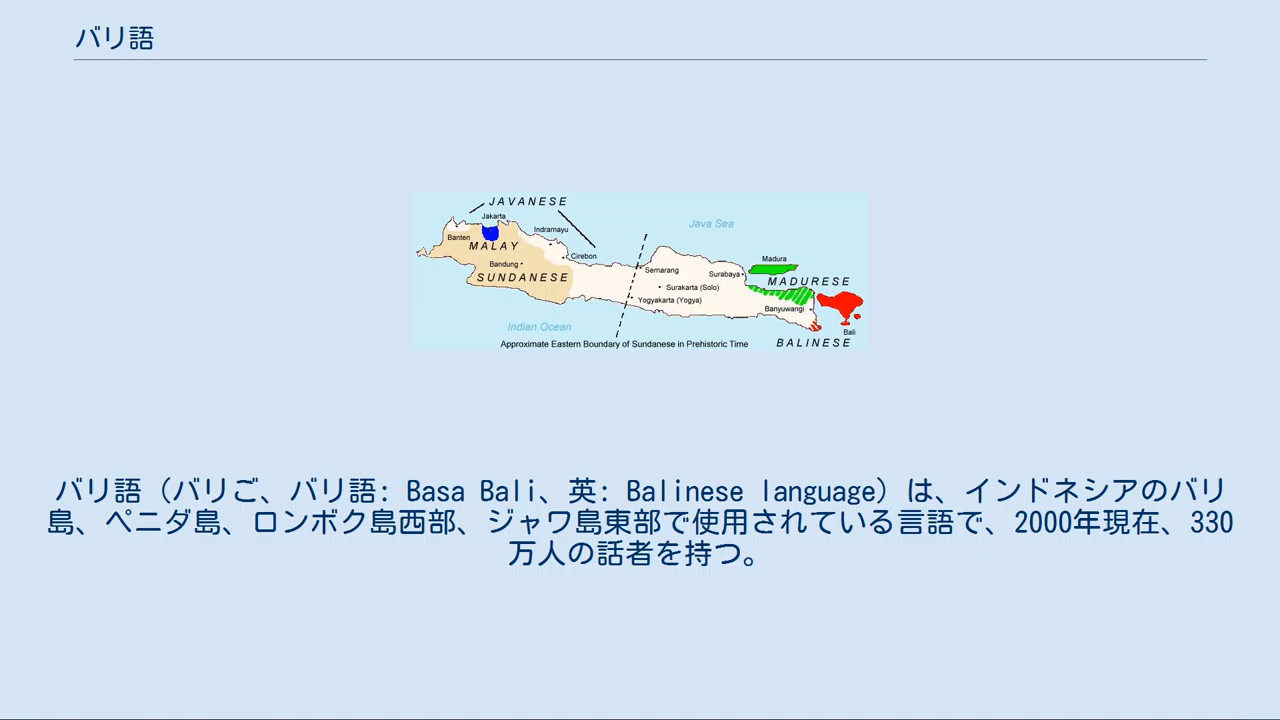 バリ語
JAVANESE
Jakarta
Java Sea
Banten
Indramayu
MALAY
Cirebon
Madura
Bandung
Semarang
Surabaya
SUNDANESE
MADURESE
Surakarta (Solo)
Yogyakarta (Yogya)
Banyuwangi
Indian Ocean
Bali
Approximate Eastern Boundary of Sundanese in Prehistoric Time
BALINESE
バリ語（バリご、バリ語: Basa Bali、英: Balinese language）は、インドネシアのバリ
島、ペニダ島、ロンボク島西部、ジャワ島東部で使用されている言語で、2000年現在、330
万人の話者を持つ。